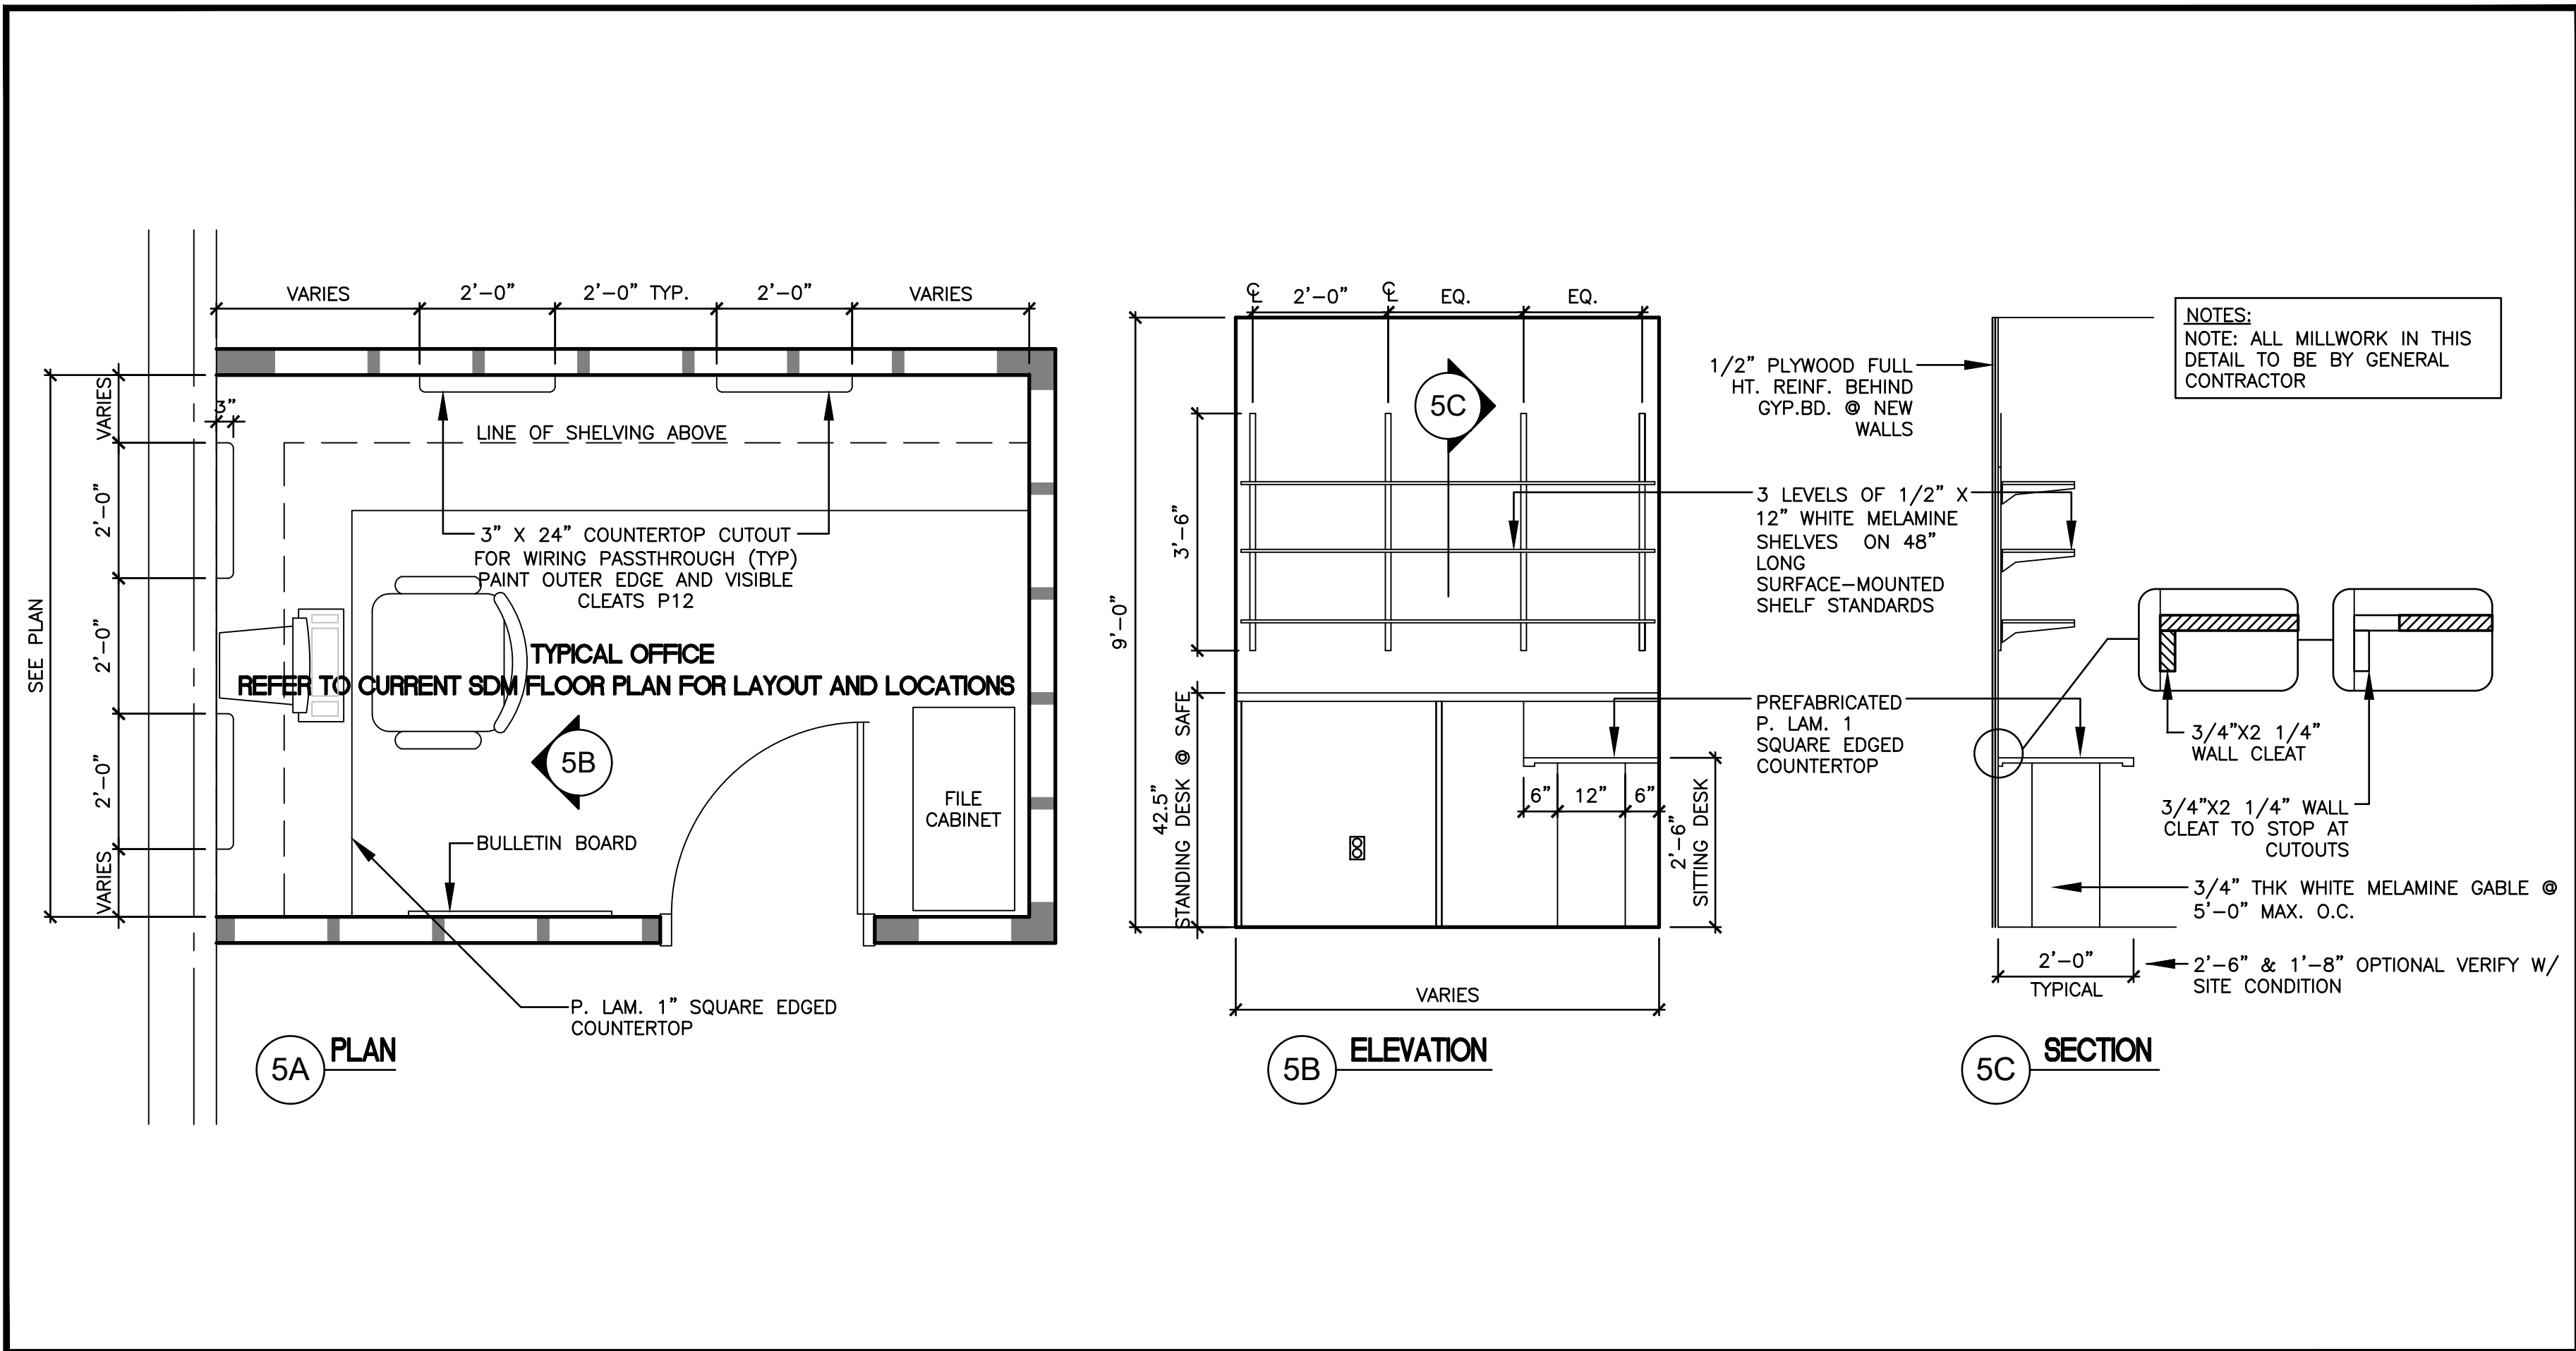 VARIES
2'-0"
2'-0" TYP.
2'-0"
VARIES
SEE PLAN
VARIES
2'-0"
2'-0"
2'-0"
VARIES
3"
LINE OF SHELVING ABOVE
3" X 24" COUNTERTOP CUTOUT
FOR WIRING PASSTHROUGH (TYP)
PAINT OUTER EDGE AND VISIBLE
CLEATS P12
TYPICAL OFFICE
REFER TO CURRENT SDM FLOOR PLAN FOR LAYOUT AND LOCATIONS
5B
FILE
CABINET
BULLETIN BOARD
P. LAM. 1" SQUARE EDGED
COUNTERTOP
5A
PLAN
℄
2'-0"
℄
EQ.
EQ.
9'-0"
3'-6"
42.5"
STANDING DESK @ SAFE
5C
6"
12"
6"
2'-6"
SITTING DESK
VARIES
5B
ELEVATION
1/2" PLYWOOD FULL
HT. REINF. BEHIND
GYP.BD. @ NEW
WALLS
3 LEVELS OF 1/2" X
12" WHITE MELAMINE
SHELVES ON 48"
LONG
SURFACE-MOUNTED
SHELF STANDARDS
PREFABRICATED
P. LAM. 1
SQUARE EDGED
COUNTERTOP
NOTES:
NOTE: ALL MILLWORK IN THIS
DETAIL TO BE BY GENERAL
CONTRACTOR
3/4"X2 1/4"
WALL CLEAT
3/4"X2 1/4" WALL
CLEAT TO STOP AT
CUTOUTS
3/4" THK WHITE MELAMINE GABLE @
5'-0" MAX. O.C.
2'-0"
TYPICAL
2'-6" & 1'-8" OPTIONAL VERIFY W/
SITE CONDITION
5C
SECTION